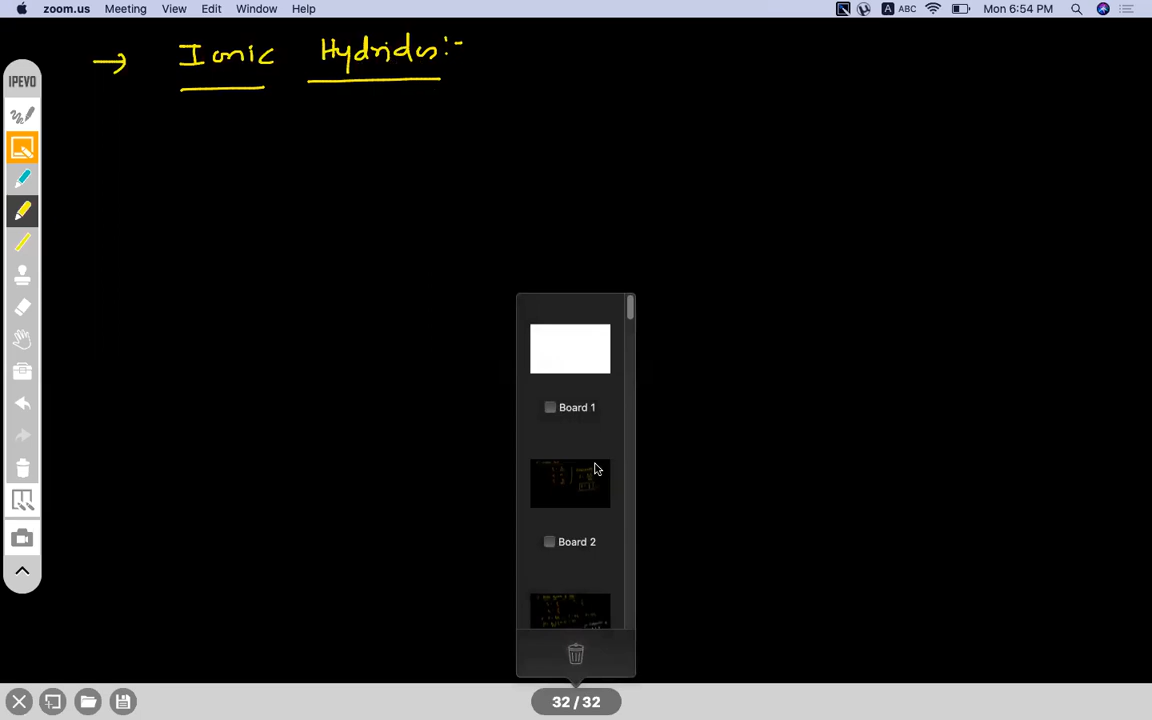 zoom.us Meeting View Edit Window Help A ABC Mon 6:54 PM
→ Ionic Hydrides:-
IPEVO
Board 1
Board 2
32 / 32